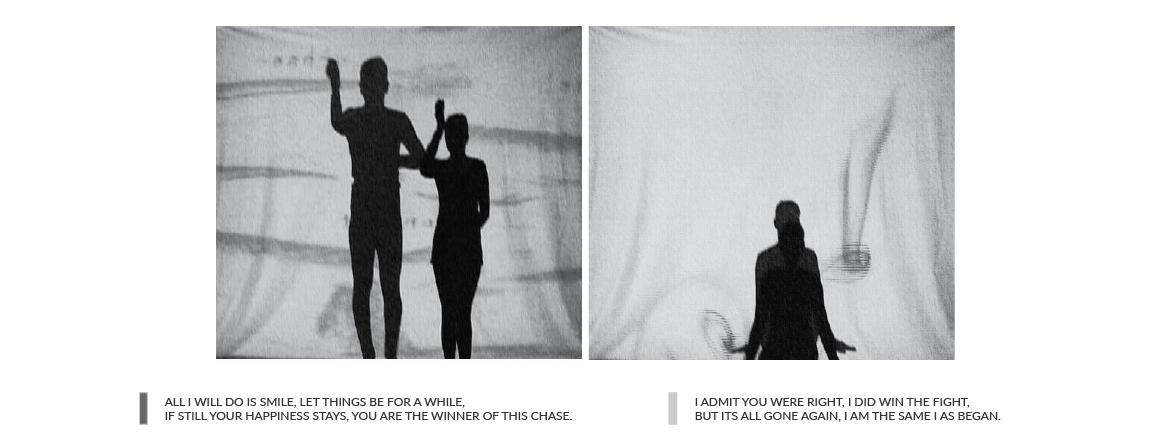 ALL I WILL DO IS SMILE, LET THINGS BE FOR A WHILE,
IF STILL YOUR HAPPINESS STAYS, YOU ARE THE WINNER OF THIS CHASE.
I ADMIT YOU WERE RIGHT, I DID WIN THE FIGHT,
BUT ITS ALL GONE AGAIN, I AM THE SAME I AS BEGAN.